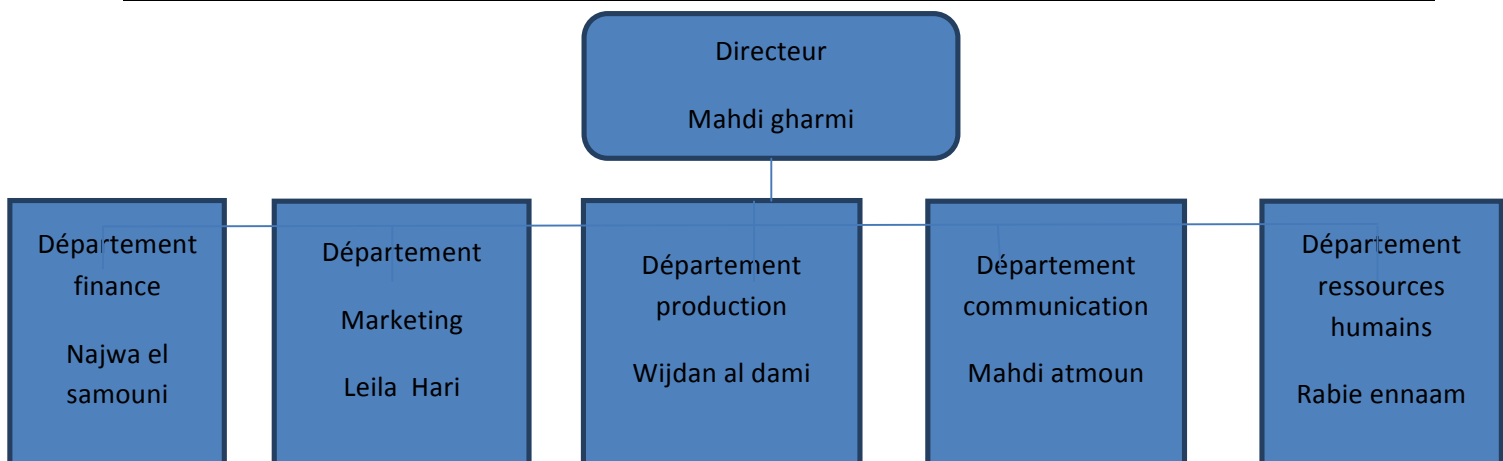 Directeur
Mahdi gharmi
Département
finance
Najwa el
samouni
Département
Marketing
Leila Hari
Département
production
Wijdan al dami
Département
communication
Mahdi atmoun
Département
ressources
humains
Rabie ennaam